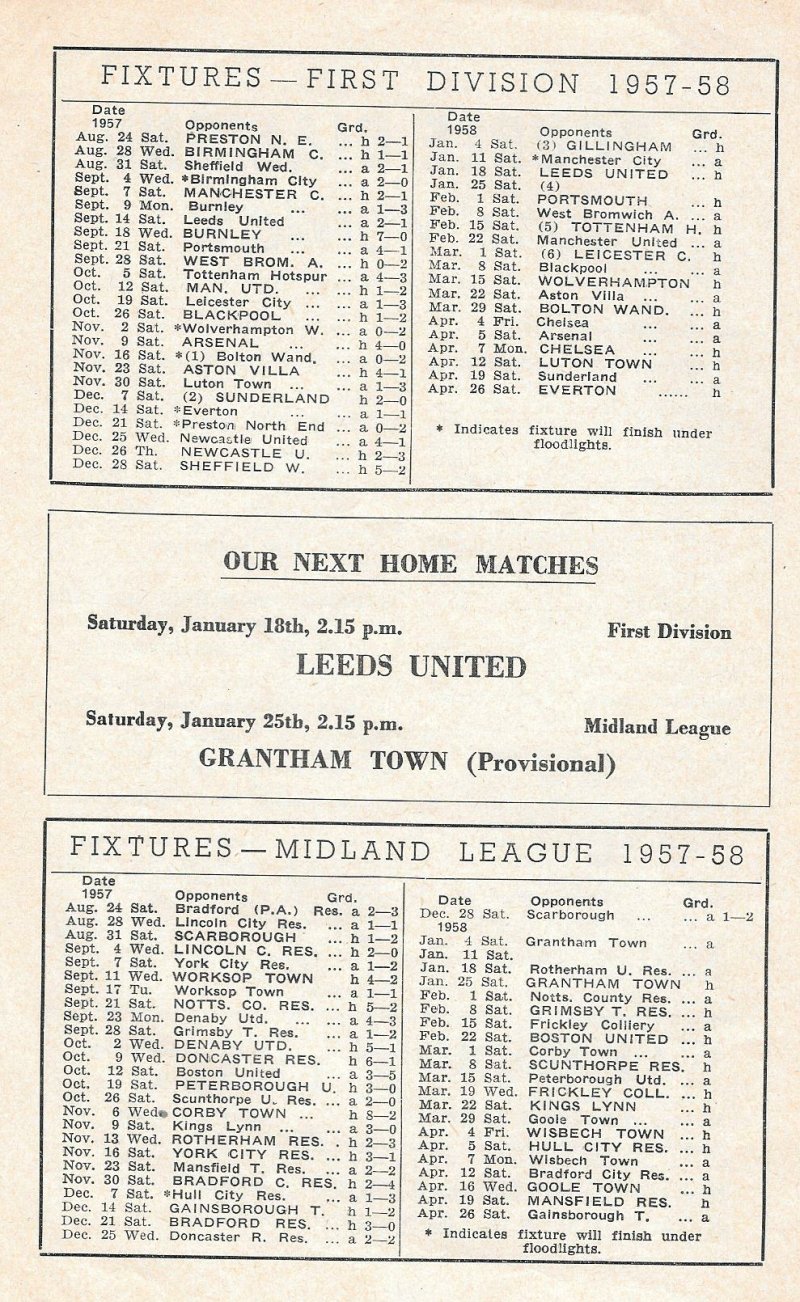 FIXTURES — FIRST DIVISION 1957-58
Date
1957 Opponents Grd.
Aug. 24 Sat. PRESTON N. E. ... h 2—1
Aug. 28 Wed. BIRMINGHAM C. ... h 1—1
Aug. 31 Sat. Sheffield Wed. ... a 2—1
Sept. 4 Wed. *Birmingham City ... a 2—0
Sept. 7 Sat. MANCHESTER C. ... h 2—1
Sept. 9 Mon. Burnley ... ... a 1—3
Sept. 14 Sat. Leeds United ... a 2—1
Sept. 18 Wed. BURNLEY ... ... h 7—0
Sept. 21 Sat. Portsmouth ... ... a 4—1
Sept. 28 Sat. WEST BROM. A. ... h 0—2
Oct. 5 Sat. Tottenham Hotspur ... a 4—3
Oct. 12 Sat. MAN. UTD. ... ... h 1—2
Oct. 19 Sat. Leicester City ... ... a 1—3
Oct. 26 Sat. BLACKPOOL ... ... h 1—2
Nov. 2 Sat. *Wolverhampton W. ... a 0—2
Nov. 9 Sat. ARSENAL ... ... h 4—0
Nov. 16 Sat. *(1) Bolton Wand. ... a 0—2
Nov. 23 Sat. ASTON VILLA ... h 4—1
Nov. 30 Sat. Luton Town ... ... a 1—3
Dec. 7 Sat. (2) SUNDERLAND h 2—0
Dec. 14 Sat. *Everton ... ... a 1—1
Dec. 21 Sat. *Preston North End ... a 0—2
Dec. 25 Wed. Newcastle United ... a 4—1
Dec. 26 Th. NEWCASTLE U. ... h 2—3
Dec. 28 Sat. SHEFFIELD W. ... h 5—2
Date
1958 Opponents Grd.
Jan. 4 Sat. (3) GILLINGHAM ... h
Jan. 11 Sat. *Manchester City ... a
Jan. 18 Sat. LEEDS UNITED ... h
Jan. 25 Sat. (4)
Feb. 1 Sat. PORTSMOUTH ... h
Feb. 8 Sat. West Bromwich A. ... a
Feb. 15 Sat. (5) TOTTENHAM H. h
Feb. 22 Sat. Manchester United ... a
Mar. 1 Sat. (6) LEICESTER C. h
Mar. 8 Sat. Blackpool ... ... a
Mar. 15 Sat. WOLVERHAMPTON h
Mar. 22 Sat. Aston Villa ... ... a
Mar. 29 Sat. BOLTON WAND. ... h
Apr. 4 Fri. Chelsea ... ... a
Apr. 5 Sat. Arsenal ... ... a
Apr. 7 Mon. CHELSEA ... ... h
Apr. 12 Sat. LUTON TOWN ... h
Apr. 19 Sat. Sunderland ... ... a
Apr. 26 Sat. EVERTON ...... h
* Indicates fixture will finish under
floodlights.
OUR NEXT HOME MATCHES
Saturday, January 18th, 2.15 p.m. First Division
LEEDS UNITED
Saturday, January 25th, 2.15 p.m. Midland League
GRANTHAM TOWN (Provisional)
FIXTURES — MIDLAND LEAGUE 1957-58
Date
1957 Opponents Grd.
Aug. 24 Sat. Bradford (P.A.) Res. a 2—3
Aug. 28 Wed. Lincoln City Res. ... a 1—1
Aug. 31 Sat. SCARBOROUGH ... h 1—2
Sept. 4 Wed. LINCOLN C. RES. ... h 2—0
Sept. 7 Sat. York City Res. ... a 1—2
Sept. 11 Wed. WORKSOP TOWN h 4—2
Sept. 17 Tu. Worksop Town ... a 1—1
Sept. 21 Sat. NOTTS. CO. RES. ... h 5—2
Sept. 23 Mon. Denaby Utd. ... ... a 4—3
Sept. 28 Sat. Grimsby T. Res. ... a 1—2
Oct. 2 Wed. DENABY UTD. ... h 5—1
Oct. 9 Wed. DONCASTER RES. h 6—1
Oct. 12 Sat. Boston United ... a 3—5
Oct. 19 Sat. PETERBOROUGH U. h 3—0
Oct. 26 Sat. Scunthorpe U. Res. ... a 2—0
Nov. 6 Wed. CORBY TOWN ... h 8—2
Nov. 9 Sat. Kings Lynn ... ... a 3—0
Nov. 13 Wed. ROTHERHAM RES. . h 2—3
Nov. 16 Sat. YORK CITY RES. ... h 3—1
Nov. 23 Sat. Mansfield T. Res. ... a 2—2
Nov. 30 Sat. BRADFORD C. RES. h 2—4
Dec. 7 Sat. *Hull City Res. ... a 1—3
Dec. 14 Sat. GAINSBOROUGH T. h 1—2
Dec. 21 Sat. BRADFORD RES. ... h 3—0
Dec. 25 Wed. Doncaster R. Res. ... a 2—2
Date Opponents Grd.
Dec. 28 Sat. Scarborough ... ... a 1—2
1958
Jan. 4 Sat. Grantham Town ... a
Jan. 11 Sat.
Jan. 18 Sat. Rotherham U. Res. ... a
Jan. 25 Sat. GRANTHAM TOWN h
Feb. 1 Sat. Notts. County Res. ... a
Feb. 8 Sat. GRIMSBY T. RES. ... h
Feb. 15 Sat. Frickley Colliery ... a
Feb. 22 Sat. BOSTON UNITED ... h
Mar. 1 Sat. Corby Town ... ... a
Mar. 8 Sat. SCUNTHORPE RES. h
Mar. 15 Sat. Peterborough Utd. ... a
Mar. 19 Wed. FRICKLEY COLL. ... h
Mar. 22 Sat. KINGS LYNN ... h
Mar. 29 Sat. Goole Town ... ... a
Apr. 4 Fri. WISBECH TOWN ... h
Apr. 5 Sat. HULL CITY RES. ... h
Apr. 7 Mon. Wisbech Town ... a
Apr. 12 Sat. Bradford City Res. ... a
Apr. 16 Wed. GOOLE TOWN ... h
Apr. 19 Sat. MANSFIELD RES. h
Apr. 26 Sat. Gainsborough T. ... a
* Indicates fixture will finish under
floodlights.